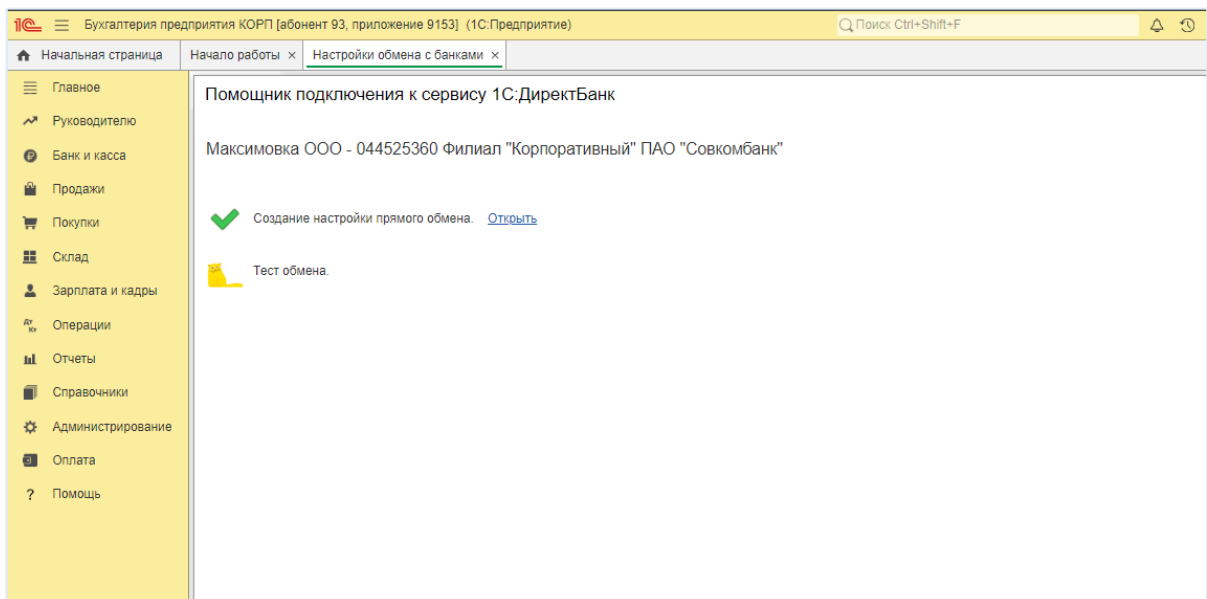 1С Бухгалтерия предприятия КОРП [абонент 93, приложение 9153] (1С:Предприятие) Поиск Ctrl+Shift+F
Начальная страница Начало работы × Настройки обмена с банками ×
Главное
Руководителю
Банк и касса
Продажи
Покупки
Склад
Зарплата и кадры
Дт Кт Операции
Отчеты
Справочники
Администрирование
Оплата
? Помощь
Помощник подключения к сервису 1С:ДиректБанк
Максимовка ООО - 044525360 Филиал "Корпоративный" ПАО "Совкомбанк"
Создание настройки прямого обмена. Открыть
Тест обмена.